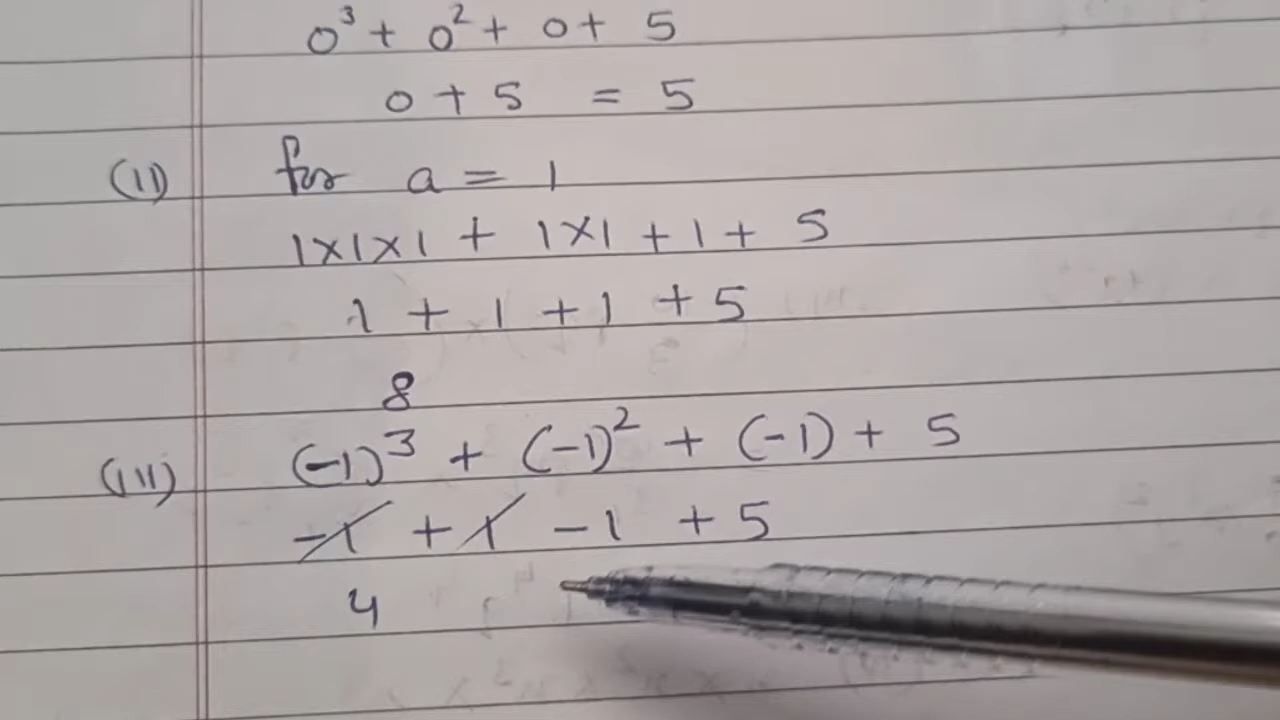 0³ + 0² + 0 + 5
0 + 5 = 5
(ii) for a = 1
1×1×1 + 1×1 + 1 + 5
1 + 1 + 1 + 5
8
(iii) (-1)³ + (-1)² + (-1) + 5
-1 + 1 - 1 + 5
4